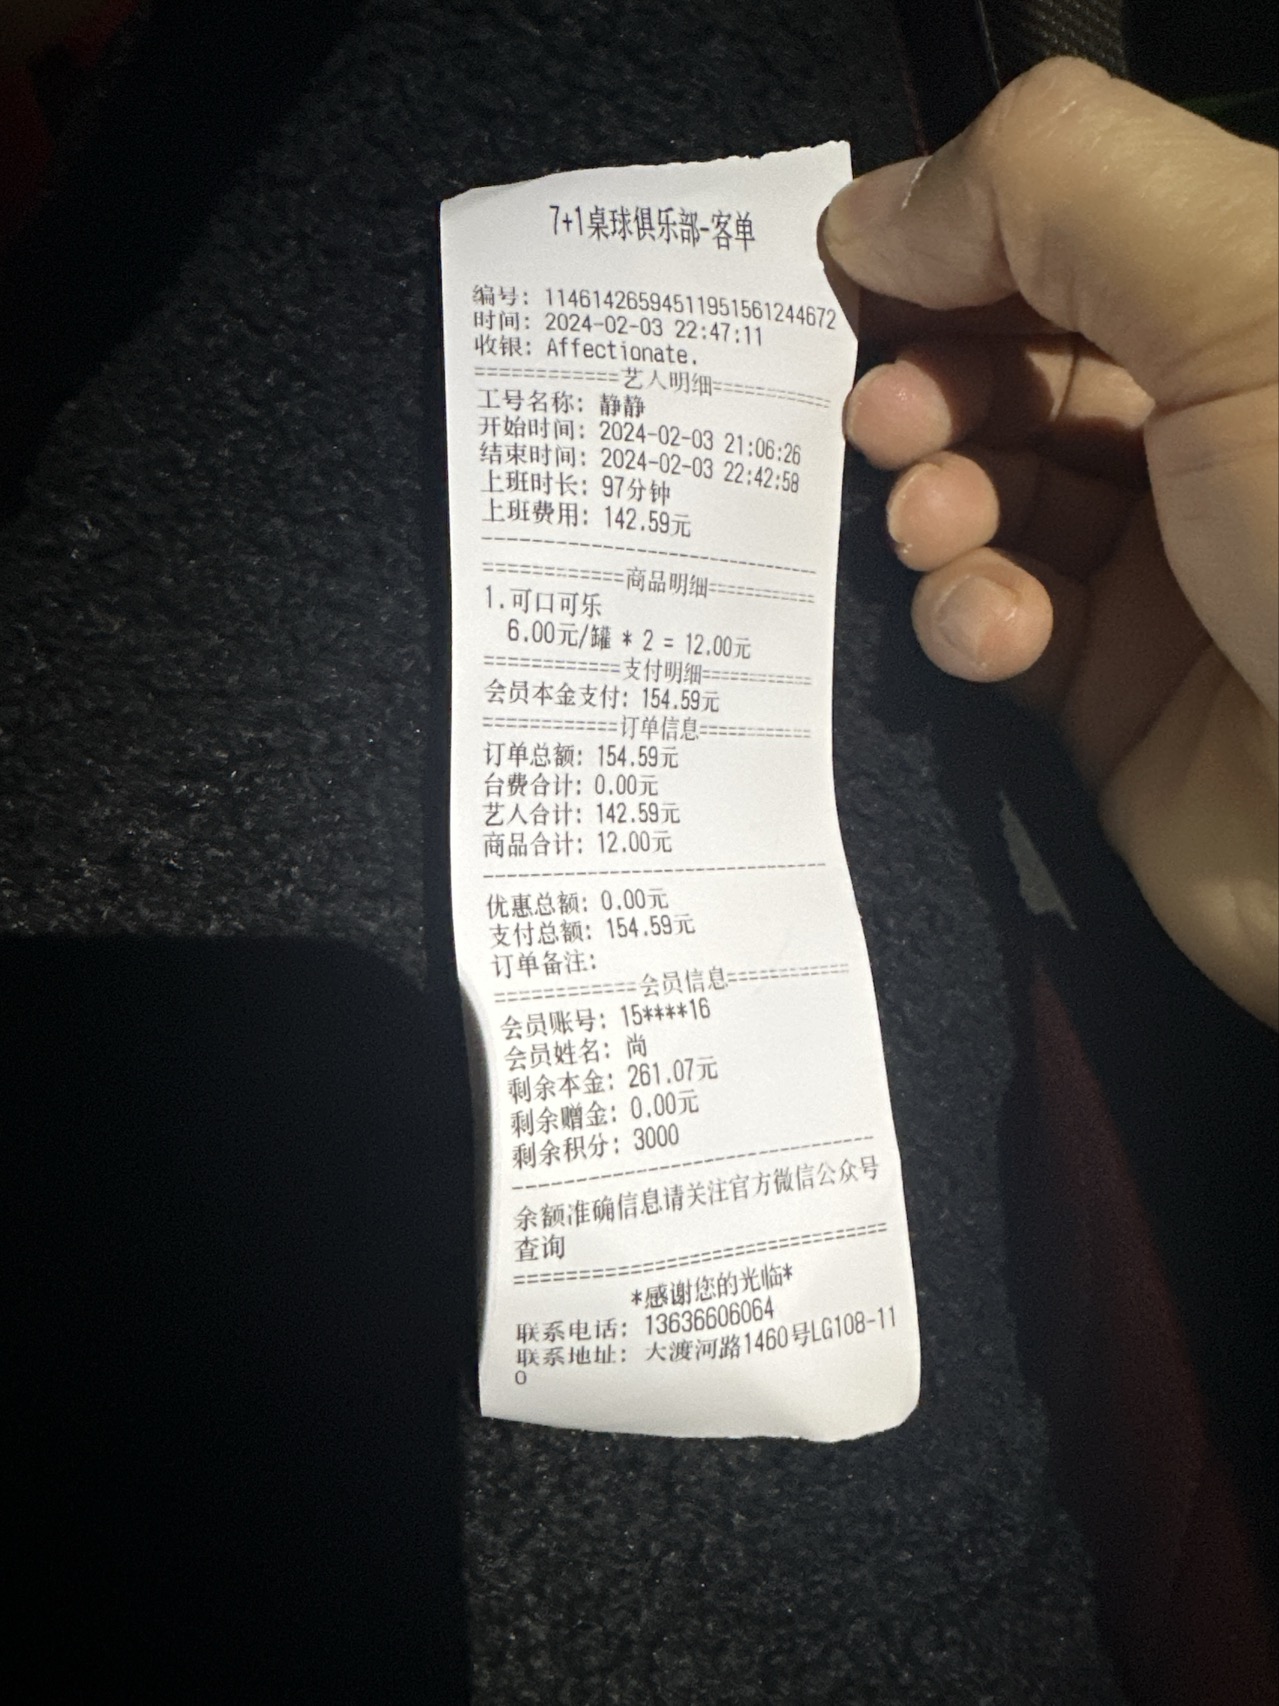 7+1桌球俱乐部-客单
编号: 11461426594511951561244672
时间: 2024-02-03 22:47:11
收银: Affectionate.
============艺人明细============
工号名称: 静静
开始时间: 2024-02-03 21:06:26
结束时间: 2024-02-03 22:42:58
上班时长: 97分钟
上班费用: 142.59元
--------------------------------
============商品明细============
1.可口可乐
6.00元/罐 * 2 = 12.00元
============支付明细============
会员本金支付: 154.59元
============订单信息============
订单总额: 154.59元
台费合计: 0.00元
艺人合计: 142.59元
商品合计: 12.00元
--------------------------------
优惠总额: 0.00元
支付总额: 154.59元
订单备注:
============会员信息============
会员账号: 15****16
会员姓名: 尚
剩余本金: 261.07元
剩余赠金: 0.00元
剩余积分: 3000
--------------------------------
余额准确信息请关注官方微信公众号
查询
================================
*感谢您的光临*
联系电话: 13636606064
联系地址: 大渡河路1460号LG108-11
0